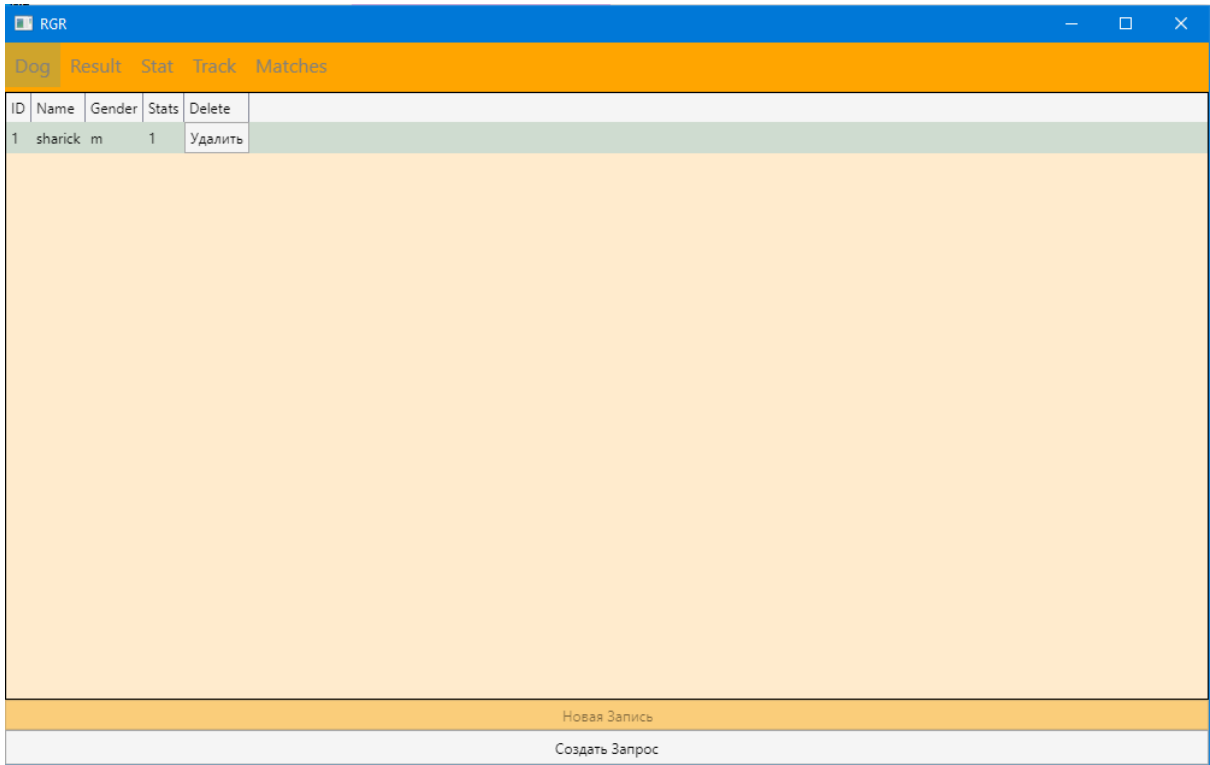 RGR
Dog Result Stat Track Matches
ID Name Gender Stats Delete
1 sharick m 1 Удалить
Новая Запись
Создать Запрос